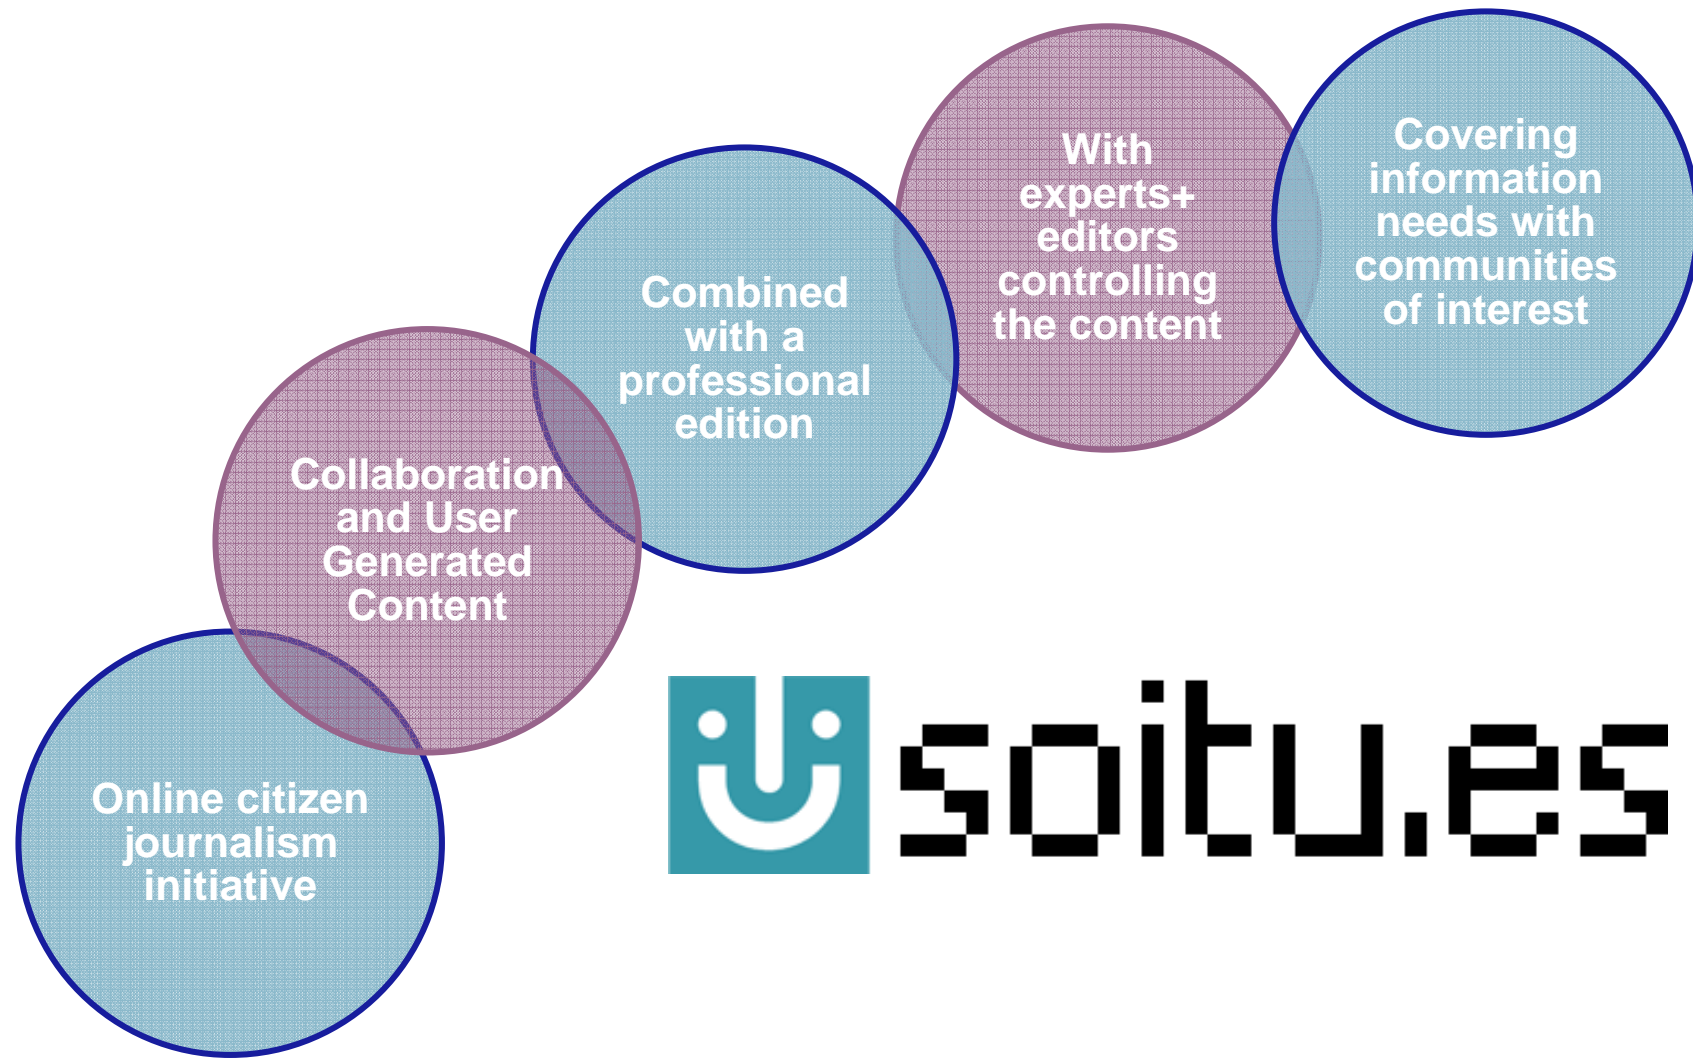 Online citizen
journalism
initiative
Collaboration
and User
Generated
Content
Combined
with a
professional
edition
With
experts+
editors
controlling
the content
Covering
information
needs with
communities
of interest
soitu.es